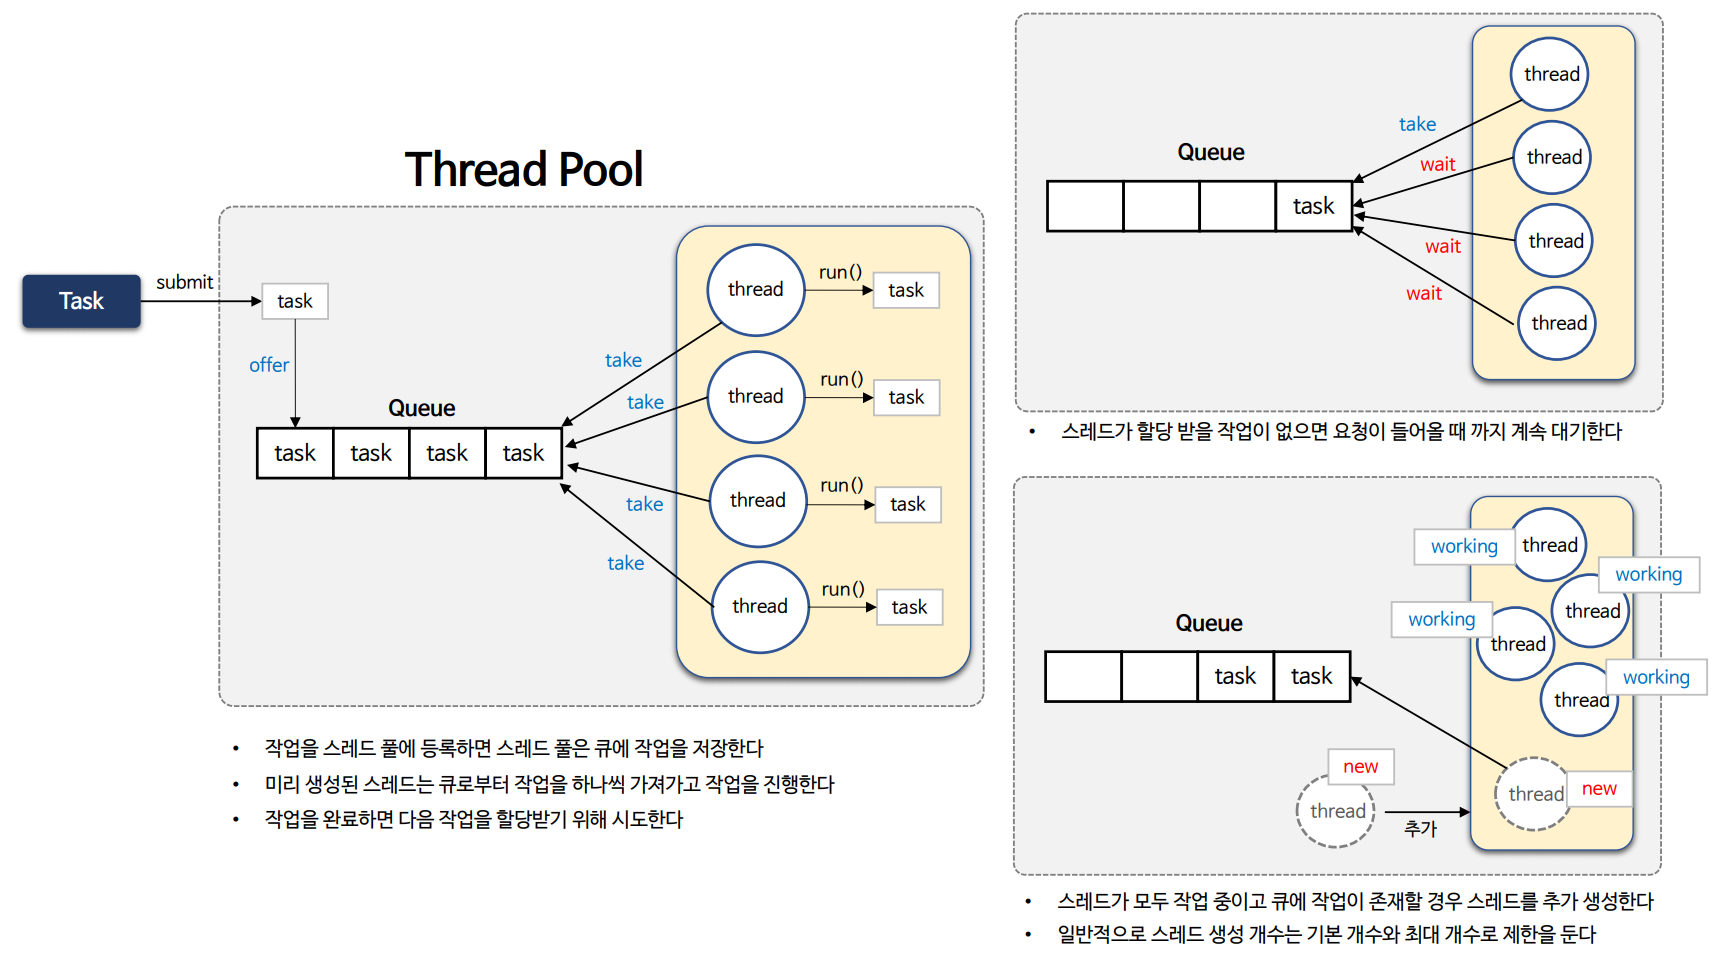 Thread Pool
Task
submit
task
offer
Queue
task task task task
take
take
take
take
thread run() task
thread run() task
thread run() task
thread run() task
• 작업을 스레드 풀에 등록하면 스레드 풀은 큐에 작업을 저장한다
• 미리 생성된 스레드는 큐로부터 작업을 하나씩 가져가고 작업을 진행한다
• 작업을 완료하면 다음 작업을 할당받기 위해 시도한다
Queue
task
take
wait
wait
wait
thread
thread
thread
thread
• 스레드가 할당 받을 작업이 없으면 요청이 들어올 때 까지 계속 대기한다
Queue
task task
working thread
working
thread
working
thread
working
thread
new
thread
추가
thread new
• 스레드가 모두 작업 중이고 큐에 작업이 존재할 경우 스레드를 추가 생성한다
• 일반적으로 스레드 생성 개수는 기본 개수와 최대 개수로 제한을 둔다